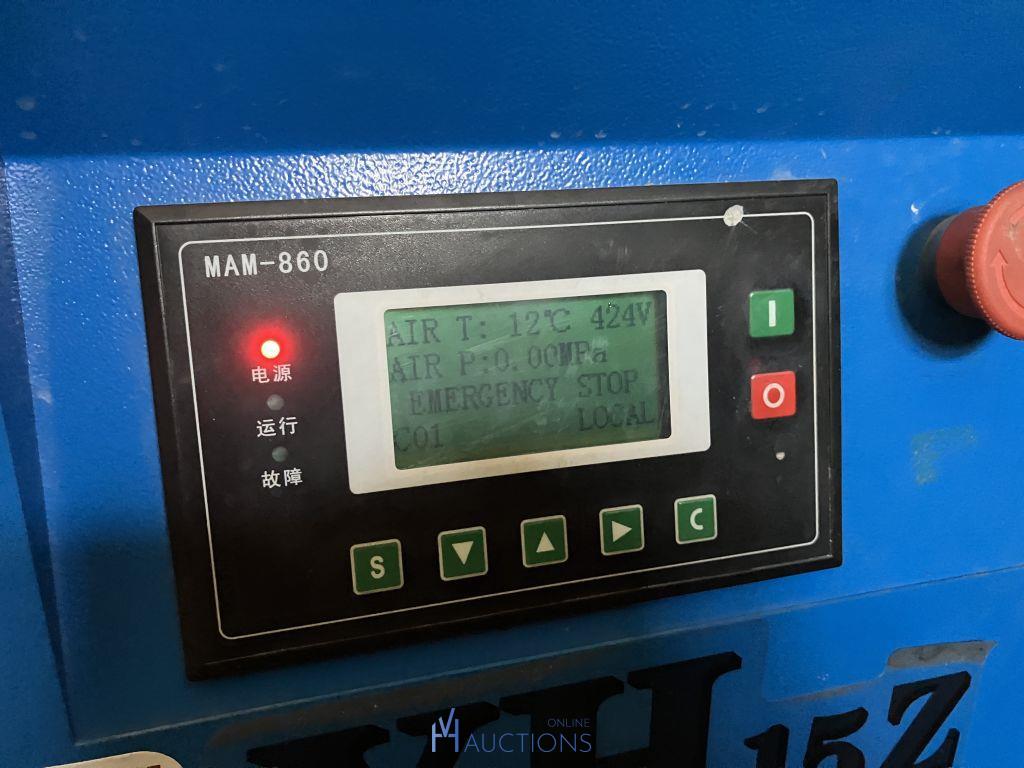 MAM-860
电源
运行
故障
AIR T: 12℃ 424V
AIR P:0.00MPa
EMERGENCY STOP
C01 LOCAL
I
O
S
▼
▲
▶
C
15Z
VH ONLINE AUCTIONS